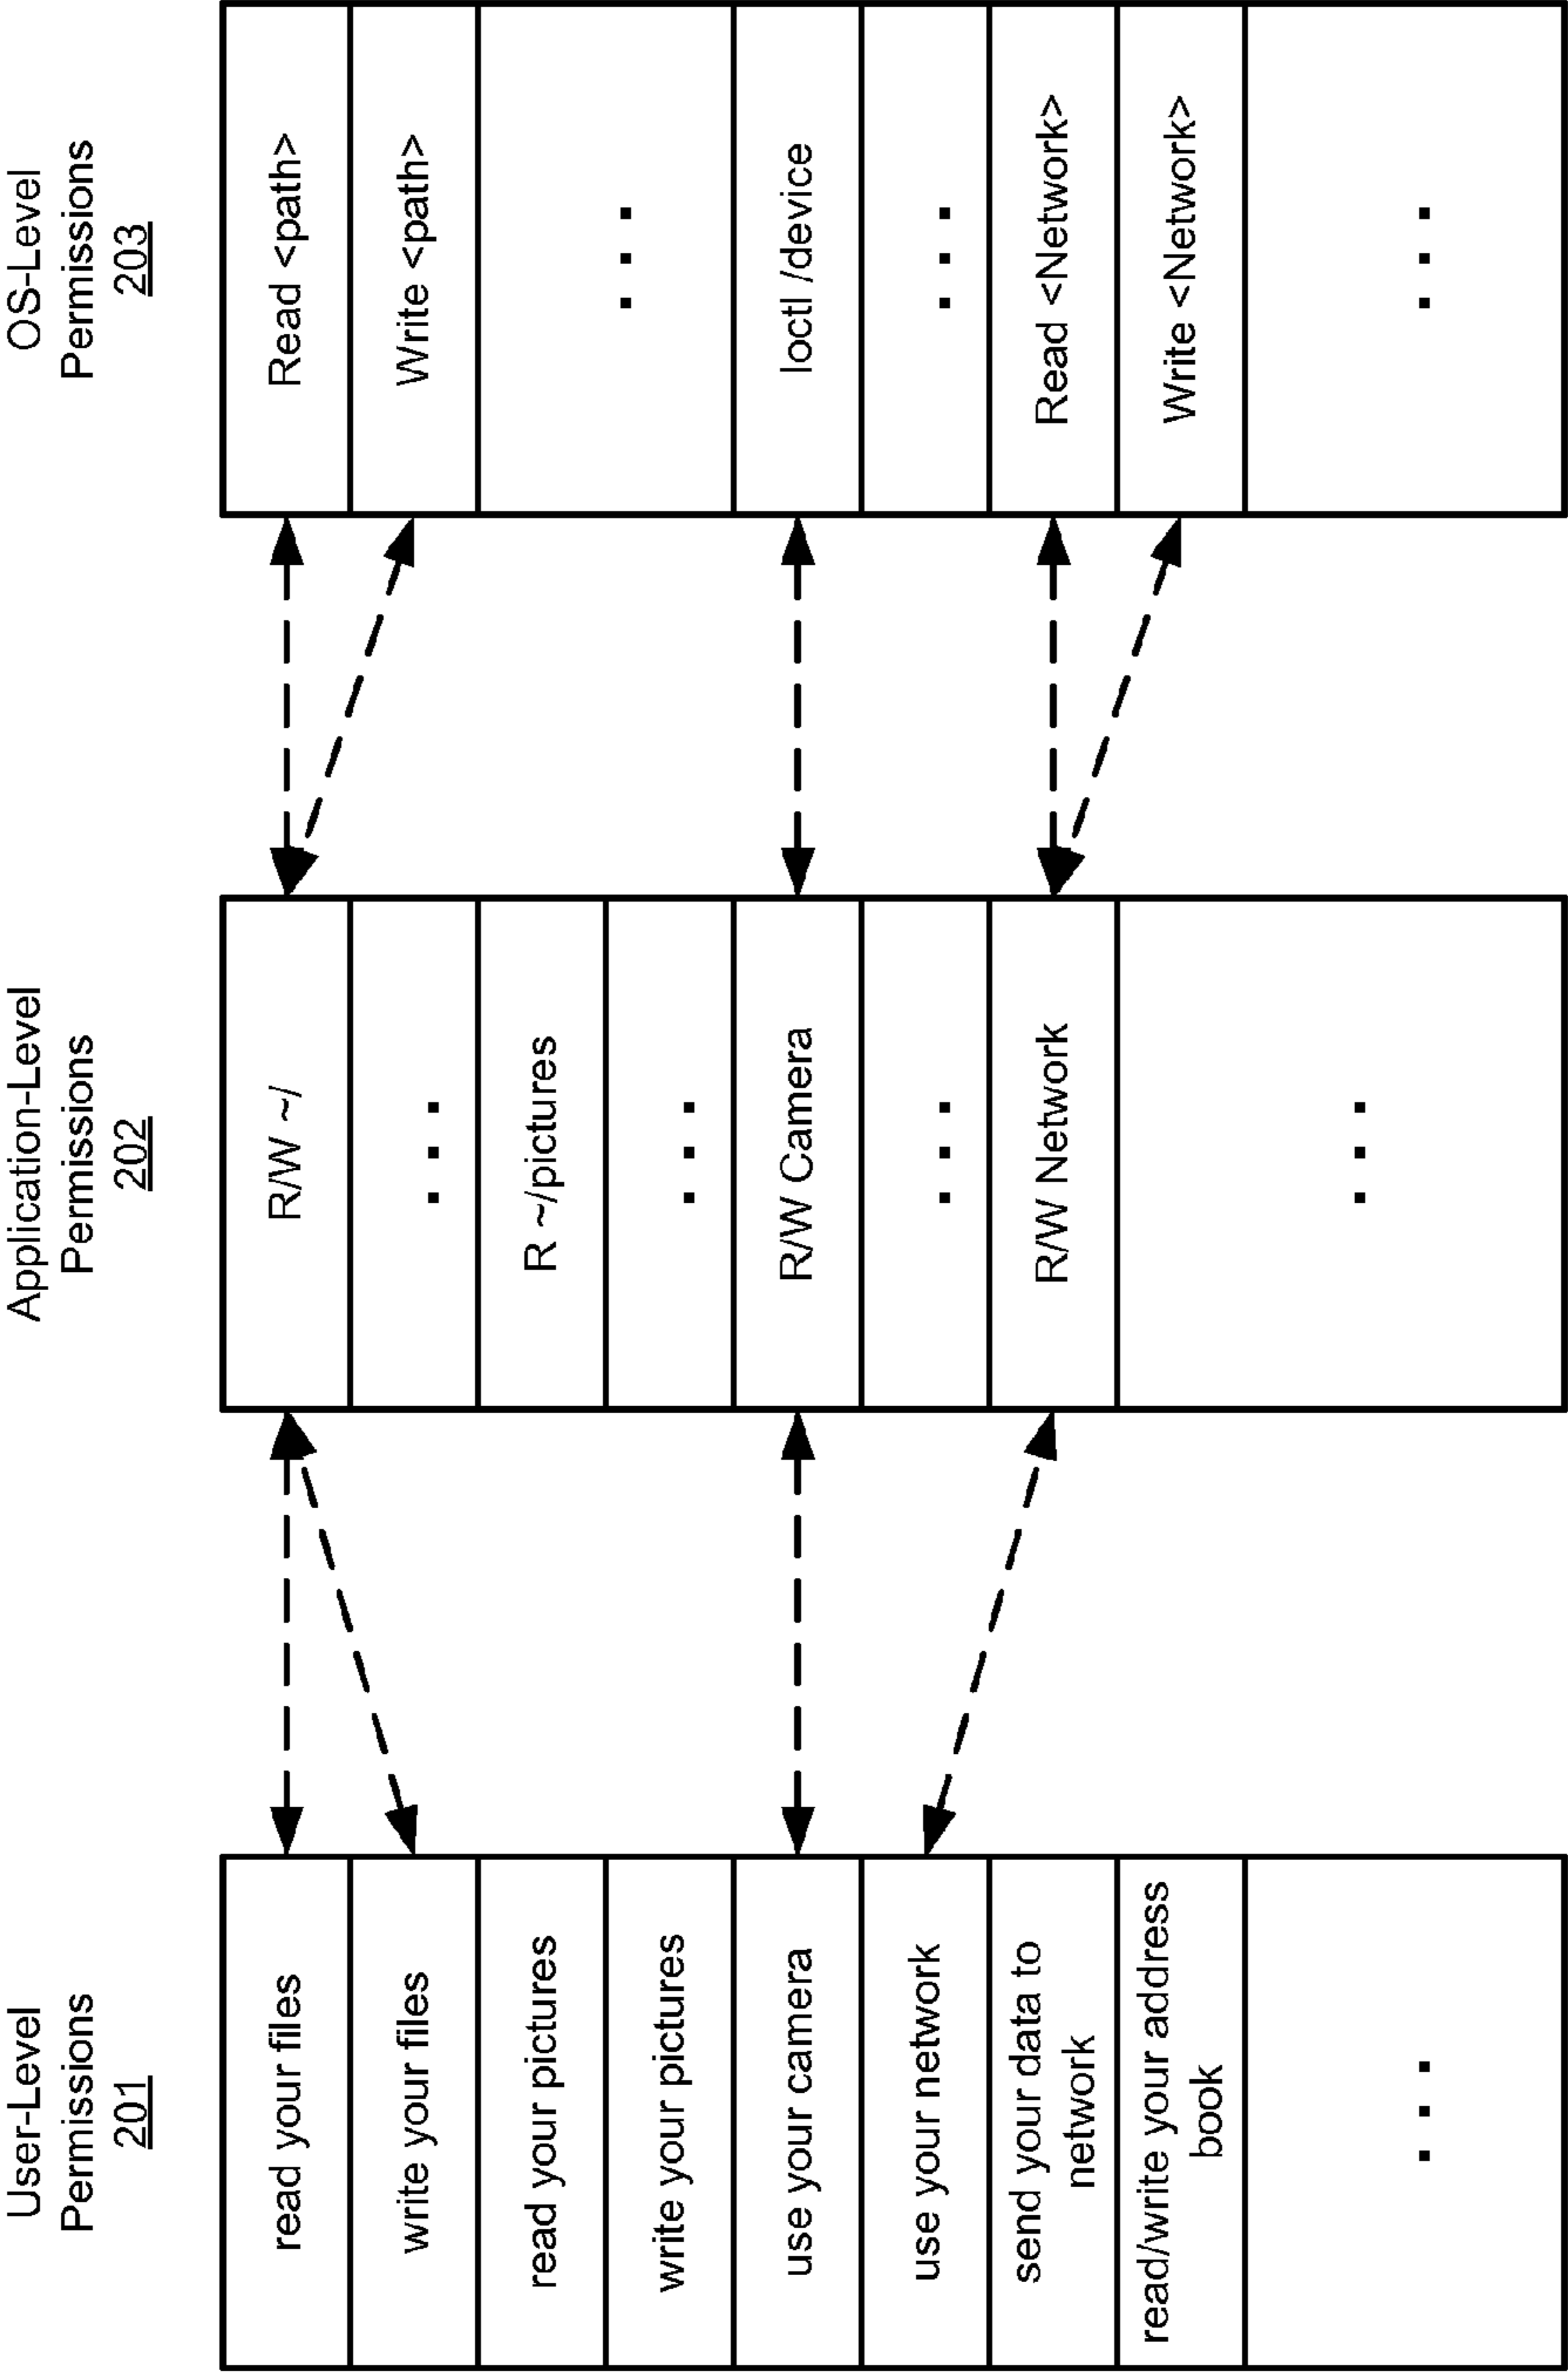 User-Level
Permissions
201
read your files
write your files
read your pictures
write your pictures
use your camera
use your network
send your data to
network
read/write your address
book
...
Application-Level
Permissions
202
R/W ~/
...
R ~/pictures
...
R/W Camera
...
R/W Network
...
OS-Level
Permissions
203
Read <path>
Write <path>
...
Ioctl /device
...
Read <Network>
Write <Network>
...